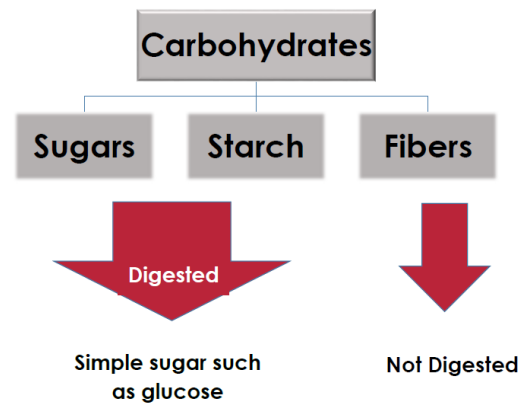 Carbohydrates
Sugars
Starch
Fibers
Digested
Simple sugar such
as glucose
Not Digested